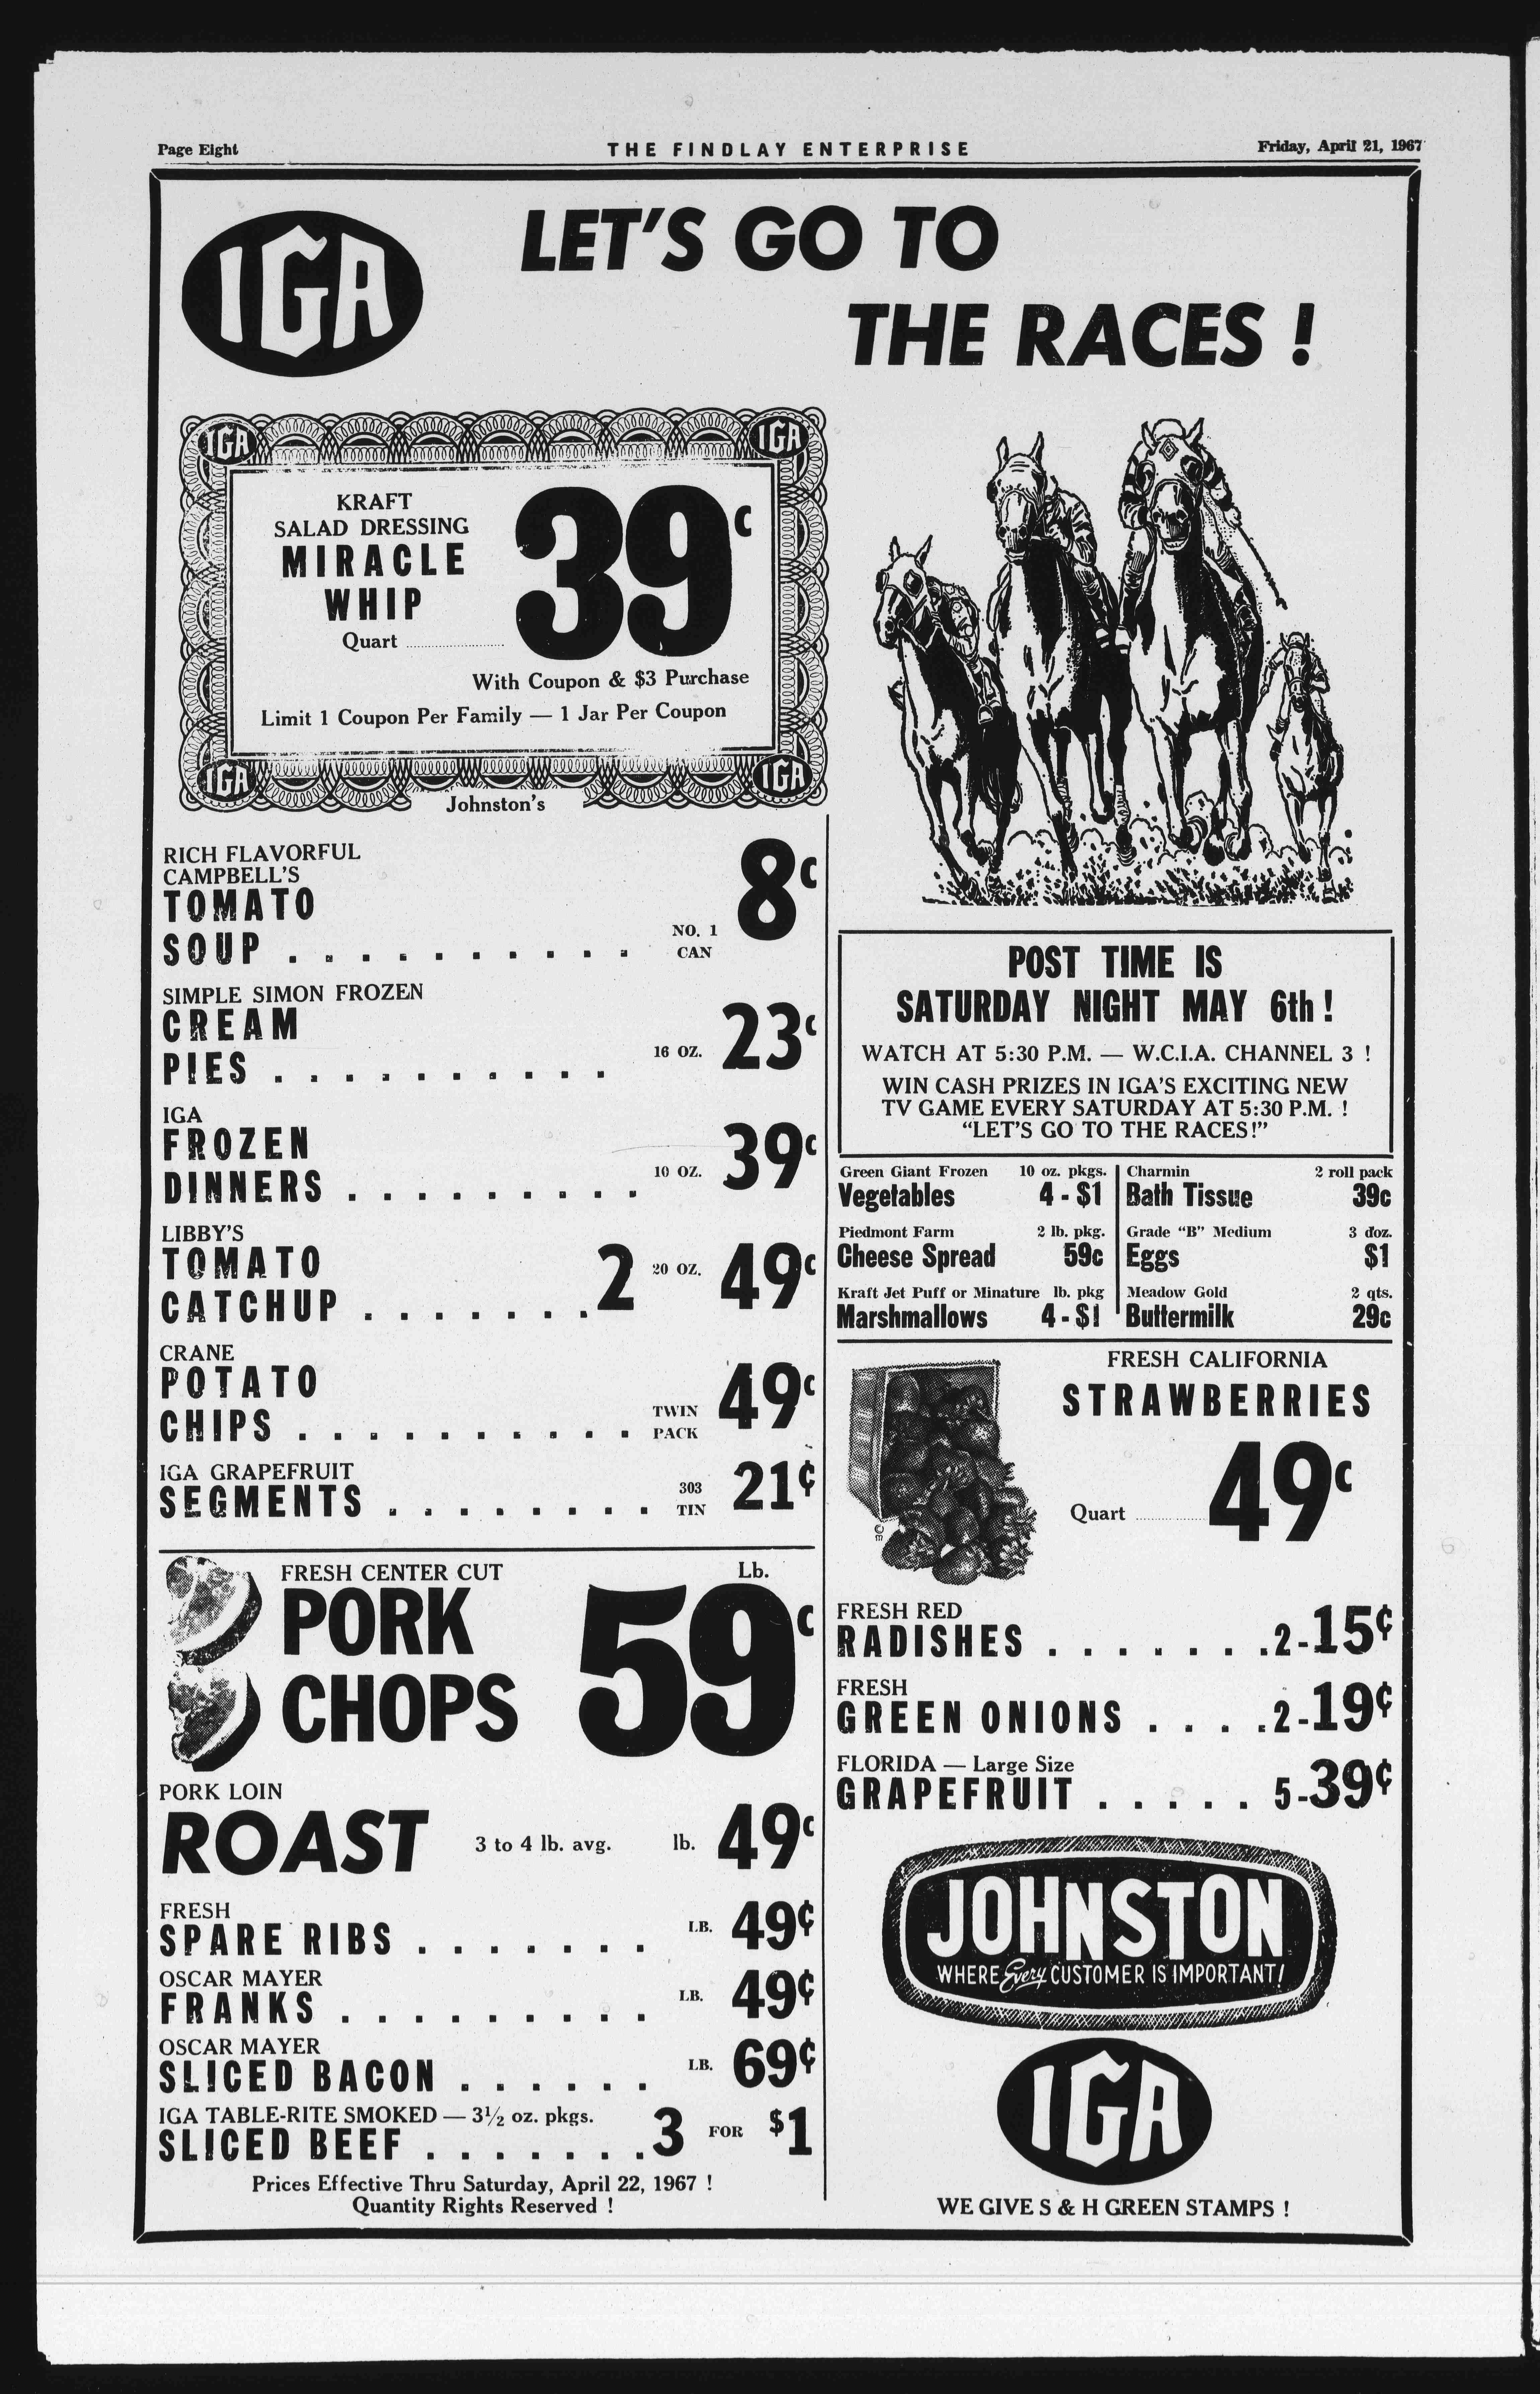 Page Eight
THE FINDLAY ENTERPRISE
Friday, April 21, 1967
IGA
LET'S GO TO
THE RACES !
IGA
IGA
KRAFT
SALAD DRESSING
MIRACLE
WHIP
Quart
39c
With Coupon & $3 Purchase
Limit 1 Coupon Per Family — 1 Jar Per Coupon
IGA
IGA
Johnston's
RICH FLAVORFUL
CAMPBELL'S
TOMATO
SOUP . . . . . . . . . . NO. 1 CAN 8c
SIMPLE SIMON FROZEN
CREAM
PIES . . . . . . . . . . 16 OZ. 23c
IGA
FROZEN
DINNERS . . . . . . . . . 10 OZ. 39c
LIBBY'S
TOMATO
CATCHUP . . . . . . . 2 20 OZ. 49c
CRANE
POTATO
CHIPS . . . . . . . . . . TWIN PACK 49c
IGA GRAPEFRUIT
SEGMENTS . . . . . . . . 303 TIN 21¢
FRESH CENTER CUT
PORK
CHOPS
Lb.
59c
PORK LOIN
ROAST 3 to 4 lb. avg. lb. 49c
FRESH
SPARE RIBS . . . . . . . LB. 49¢
OSCAR MAYER
FRANKS . . . . . . . . . LB. 49¢
OSCAR MAYER
SLICED BACON . . . . . . LB. 69¢
IGA TABLE-RITE SMOKED — 3½ oz. pkgs.
SLICED BEEF . . . . . . . 3 FOR $1
Prices Effective Thru Saturday, April 22, 1967 !
Quantity Rights Reserved !
POST TIME IS
SATURDAY NIGHT MAY 6th !
WATCH AT 5:30 P.M. — W.C.I.A. CHANNEL 3 !
WIN CASH PRIZES IN IGA'S EXCITING NEW
TV GAME EVERY SATURDAY AT 5:30 P.M. !
"LET'S GO TO THE RACES!"
Green Giant Frozen 10 oz. pkgs.
Vegetables 4 - $1
Piedmont Farm 2 lb. pkg.
Cheese Spread 59c
Kraft Jet Puff or Minature lb. pkg
Marshmallows 4 - $1
Charmin 2 roll pack
Bath Tissue 39c
Grade "B" Medium 3 doz.
Eggs $1
Meadow Gold 2 qts.
Buttermilk 29c
FRESH CALIFORNIA
STRAWBERRIES
Quart 49c
FRESH RED
RADISHES . . . . . . . 2-15¢
FRESH
GREEN ONIONS . . . . 2-19¢
FLORIDA — Large Size
GRAPEFRUIT . . . . . 5-39¢
JOHNSTON
WHERE Every CUSTOMER IS IMPORTANT!
IGA
WE GIVE S & H GREEN STAMPS !